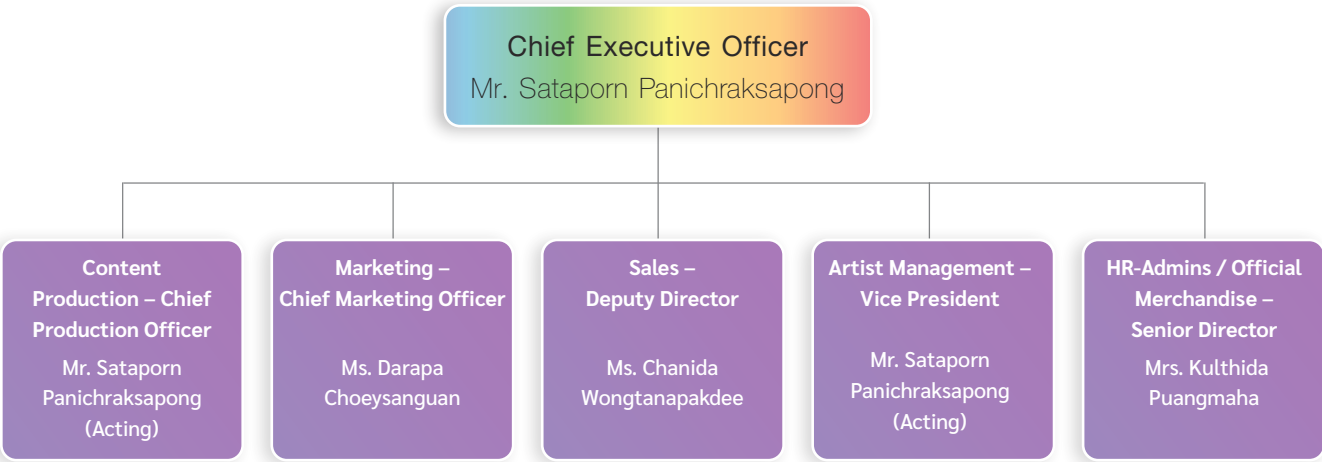 Chief Executive Officer
Mr. Sataporn Panichraksapong
Content
Production – Chief
Production Officer
Mr. Sataporn
Panichraksapong
(Acting)
Marketing –
Chief Marketing Officer
Ms. Darapa
Choeysanguan
Sales –
Deputy Director
Ms. Chanida
Wongtanapakdee
Artist Management –
Vice President
Mr. Sataporn
Panichraksapong
(Acting)
HR-Admins / Official
Merchandise –
Senior Director
Mrs. Kulthida
Puangmaha